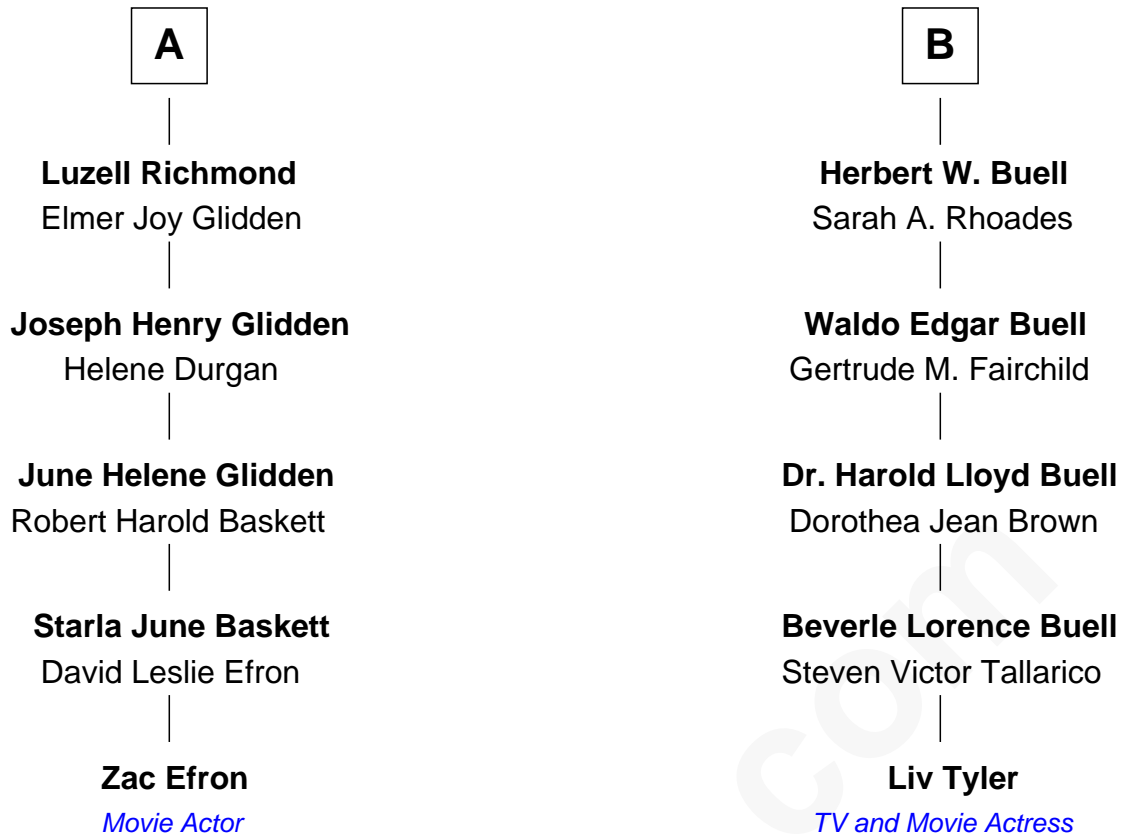 A
Luzell Richmond
Elmer Joy Glidden
Joseph Henry Glidden
Helene Durgan
June Helene Glidden
Robert Harold Baskett
Starla June Baskett
David Leslie Efron
Zac Efron
Movie Actor
B
Herbert W. Buell
Sarah A. Rhoades
Waldo Edgar Buell
Gertrude M. Fairchild
Dr. Harold Lloyd Buell
Dorothea Jean Brown
Beverle Lorence Buell
Steven Victor Tallarico
Liv Tyler
TV and Movie Actress
com